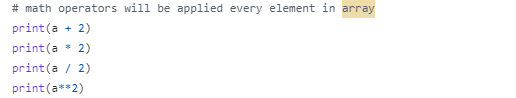 # math operators will be applied every element in array
print(a + 2)
print(a * 2)
print(a / 2)
print(a**2)